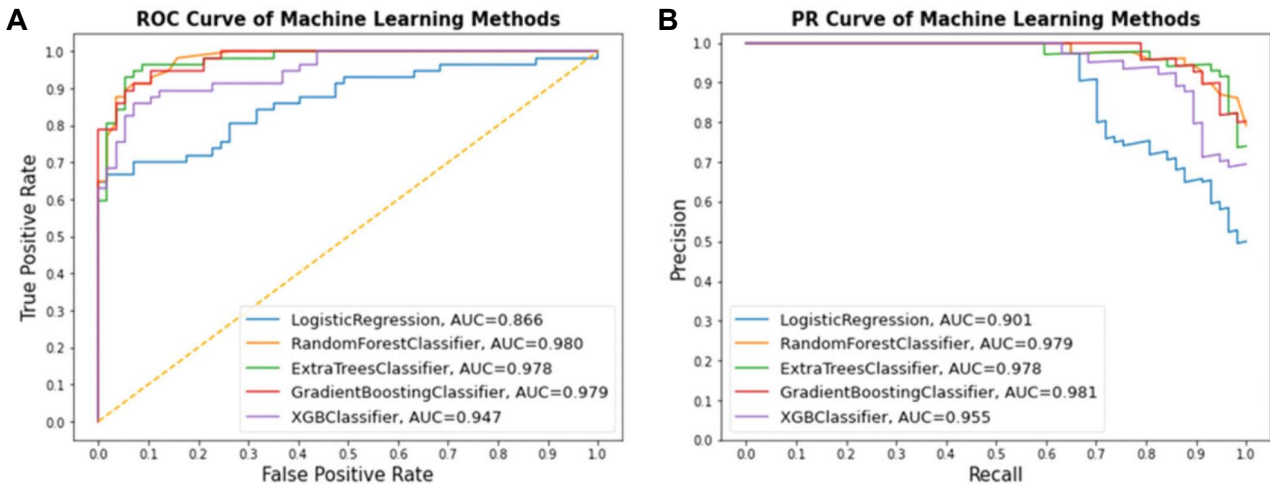 A
ROC Curve of Machine Learning Methods
1.0
0.9
0.8
0.7
0.6
0.5
0.4
0.3
0.2
0.1
0.0
True Positive Rate
LogisticRegression, AUC=0.866
RandomForestClassifier, AUC=0.980
ExtraTreesClassifier, AUC=0.978
GradientBoostingClassifier, AUC=0.979
XGBClassifier, AUC=0.947
0.0 0.1 0.2 0.3 0.4 0.5 0.6 0.7 0.8 0.9 1.0
False Positive Rate
B
PR Curve of Machine Learning Methods
1.0
0.9
0.8
0.7
0.6
0.5
0.4
0.3
0.2
0.1
0.0
Precision
LogisticRegression, AUC=0.901
RandomForestClassifier, AUC=0.979
ExtraTreesClassifier, AUC=0.978
GradientBoostingClassifier, AUC=0.981
XGBClassifier, AUC=0.955
0.0 0.1 0.2 0.3 0.4 0.5 0.6 0.7 0.8 0.9 1.0
Recall